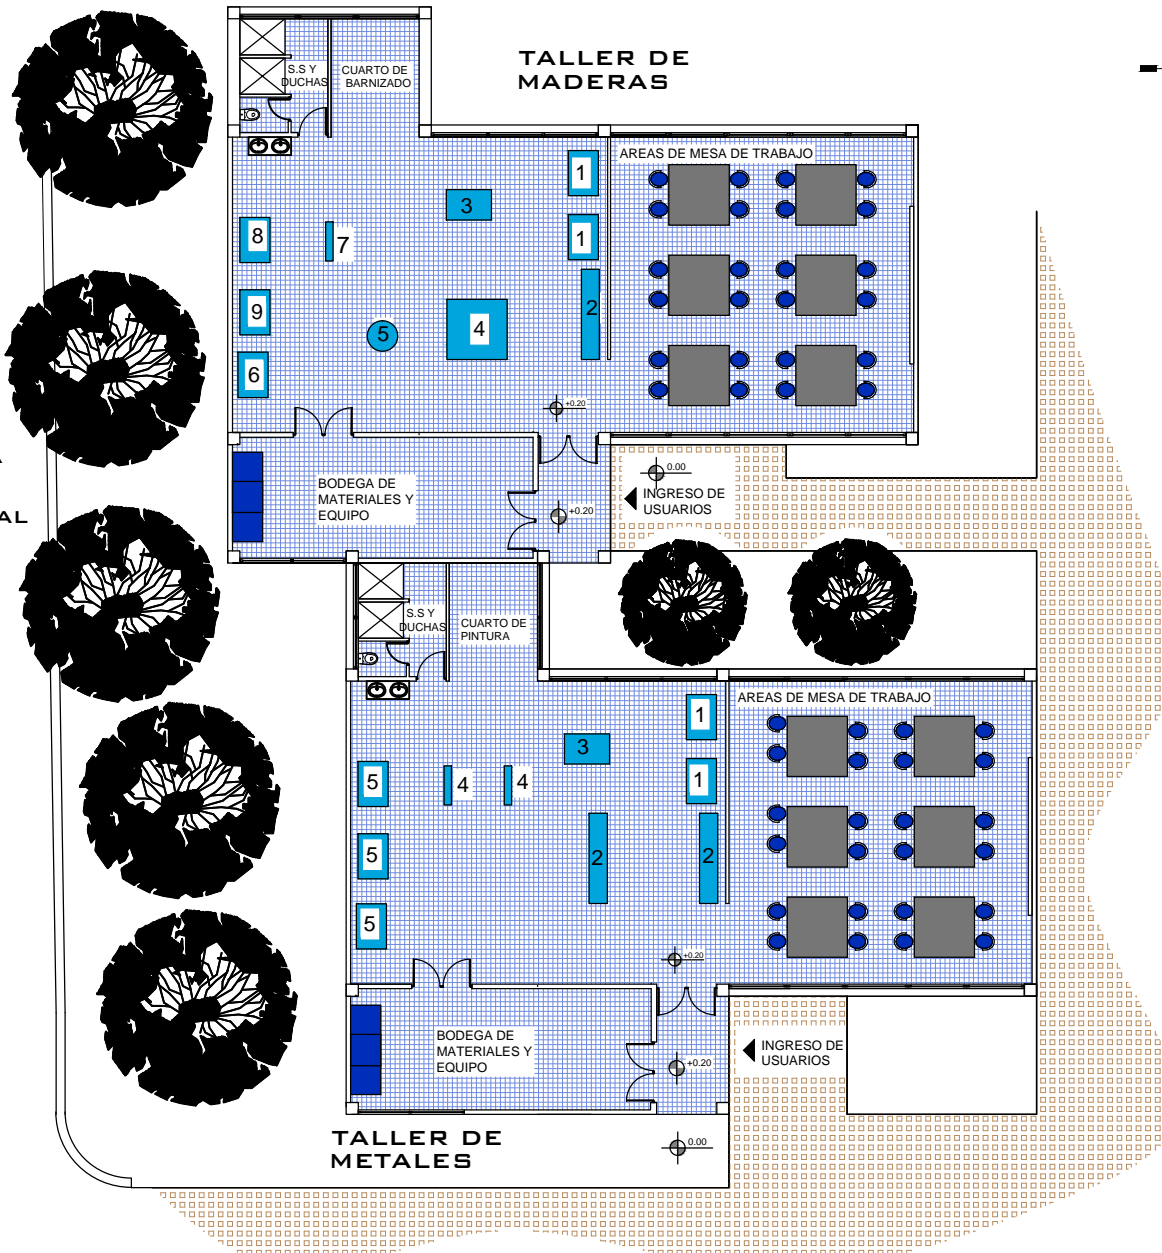 TALLER DE
MADERAS
S.S Y
DUCHAS
CUARTO DE
BARNIZADO
AREAS DE MESA DE TRABAJO
1
3
1
8
7
9
5
4
2
6
+0.20
0.00
BODEGA DE
MATERIALES Y
EQUIPO
INGRESO DE
USUARIOS
+0.20
AL
S.S Y
DUCHAS
CUARTO DE
PINTURA
AREAS DE MESA DE TRABAJO
1
3
5
4
4
1
5
2
2
5
+0.20
BODEGA DE
MATERIALES Y
EQUIPO
INGRESO DE
USUARIOS
+0.20
TALLER DE
METALES
0.00